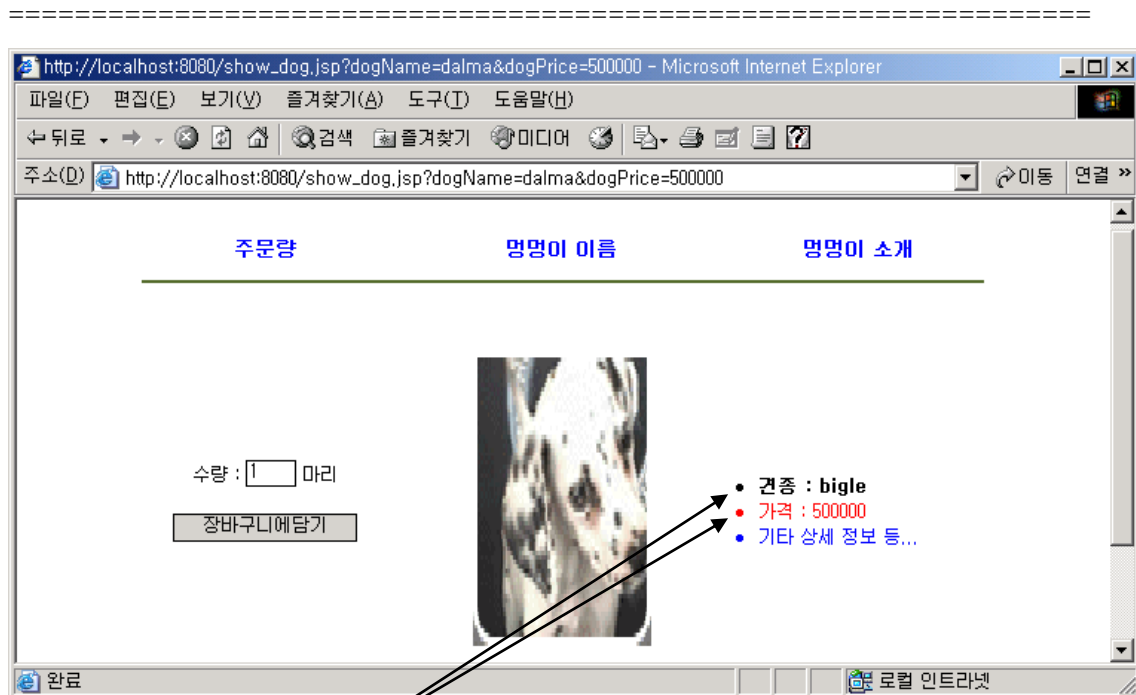 ====================================================================
http://localhost:8080/show_dog.jsp?dogName=dalma&dogPrice=500000 - Microsoft Internet Explorer
파일(F) 편집(E) 보기(V) 즐겨찾기(A) 도구(T) 도움말(H)
뒤로 검색 즐겨찾기 미디어
주소(D) http://localhost:8080/show_dog.jsp?dogName=dalma&dogPrice=500000 이동 연결 »
주문량 멍멍이 이름 멍멍이 소개
수량 : 1 마리
장바구니에담기
• 견종 : bigle
• 가격 : 500000
• 기타 상세 정보 등...
완료 로컬 인트라넷